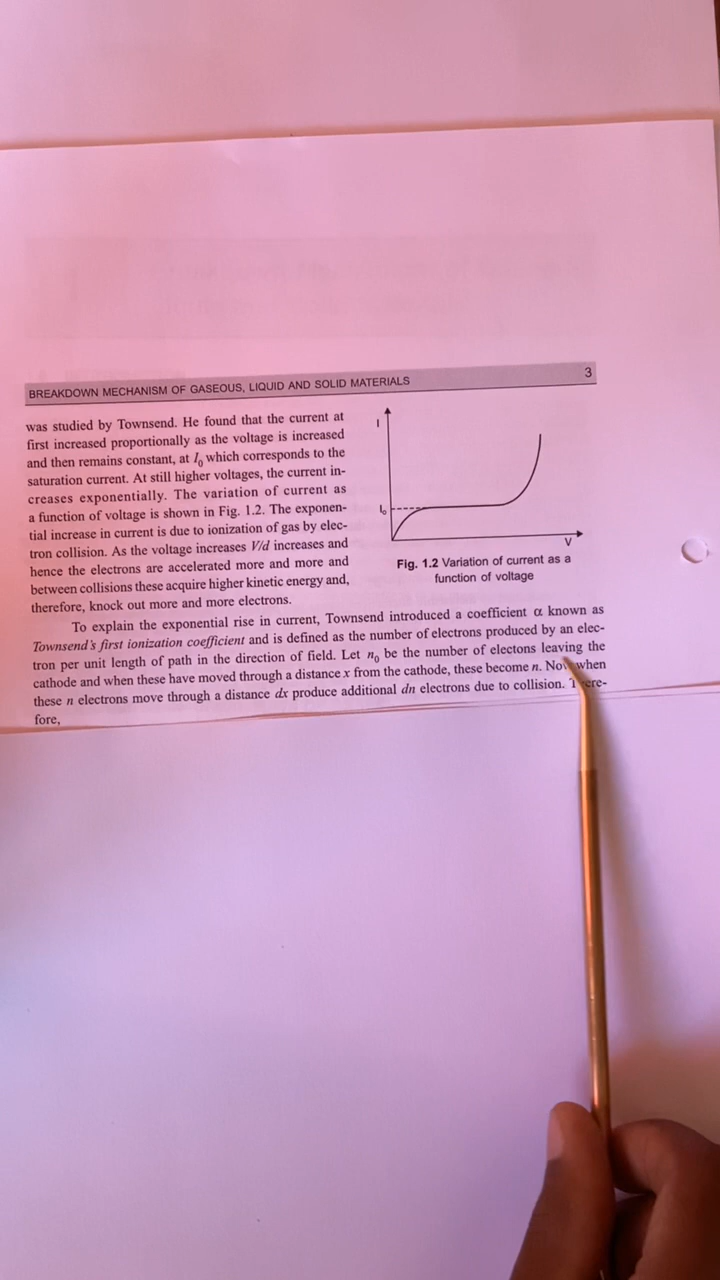 BREAKDOWN MECHANISM OF GASEOUS, LIQUID AND SOLID MATERIALS 3
was studied by Townsend. He found that the current at
first increased proportionally as the voltage is increased
and then remains constant, at I₀ which corresponds to the
saturation current. At still higher voltages, the current in-
creases exponentially. The variation of current as
a function of voltage is shown in Fig. 1.2. The exponen-
tial increase in current is due to ionization of gas by elec-
tron collision. As the voltage increases V/d increases and
hence the electrons are accelerated more and more and
between collisions these acquire higher kinetic energy and,
therefore, knock out more and more electrons.
I
I₀
V
Fig. 1.2 Variation of current as a
function of voltage
To explain the exponential rise in current, Townsend introduced a coefficient α known as
Townsend's first ionization coefficient and is defined as the number of electrons produced by an elec-
tron per unit length of path in the direction of field. Let n₀ be the number of electons leaving the
cathode and when these have moved through a distance x from the cathode, these become n. Now when
these n electrons move through a distance dx produce additional dn electrons due to collision. There-
fore,